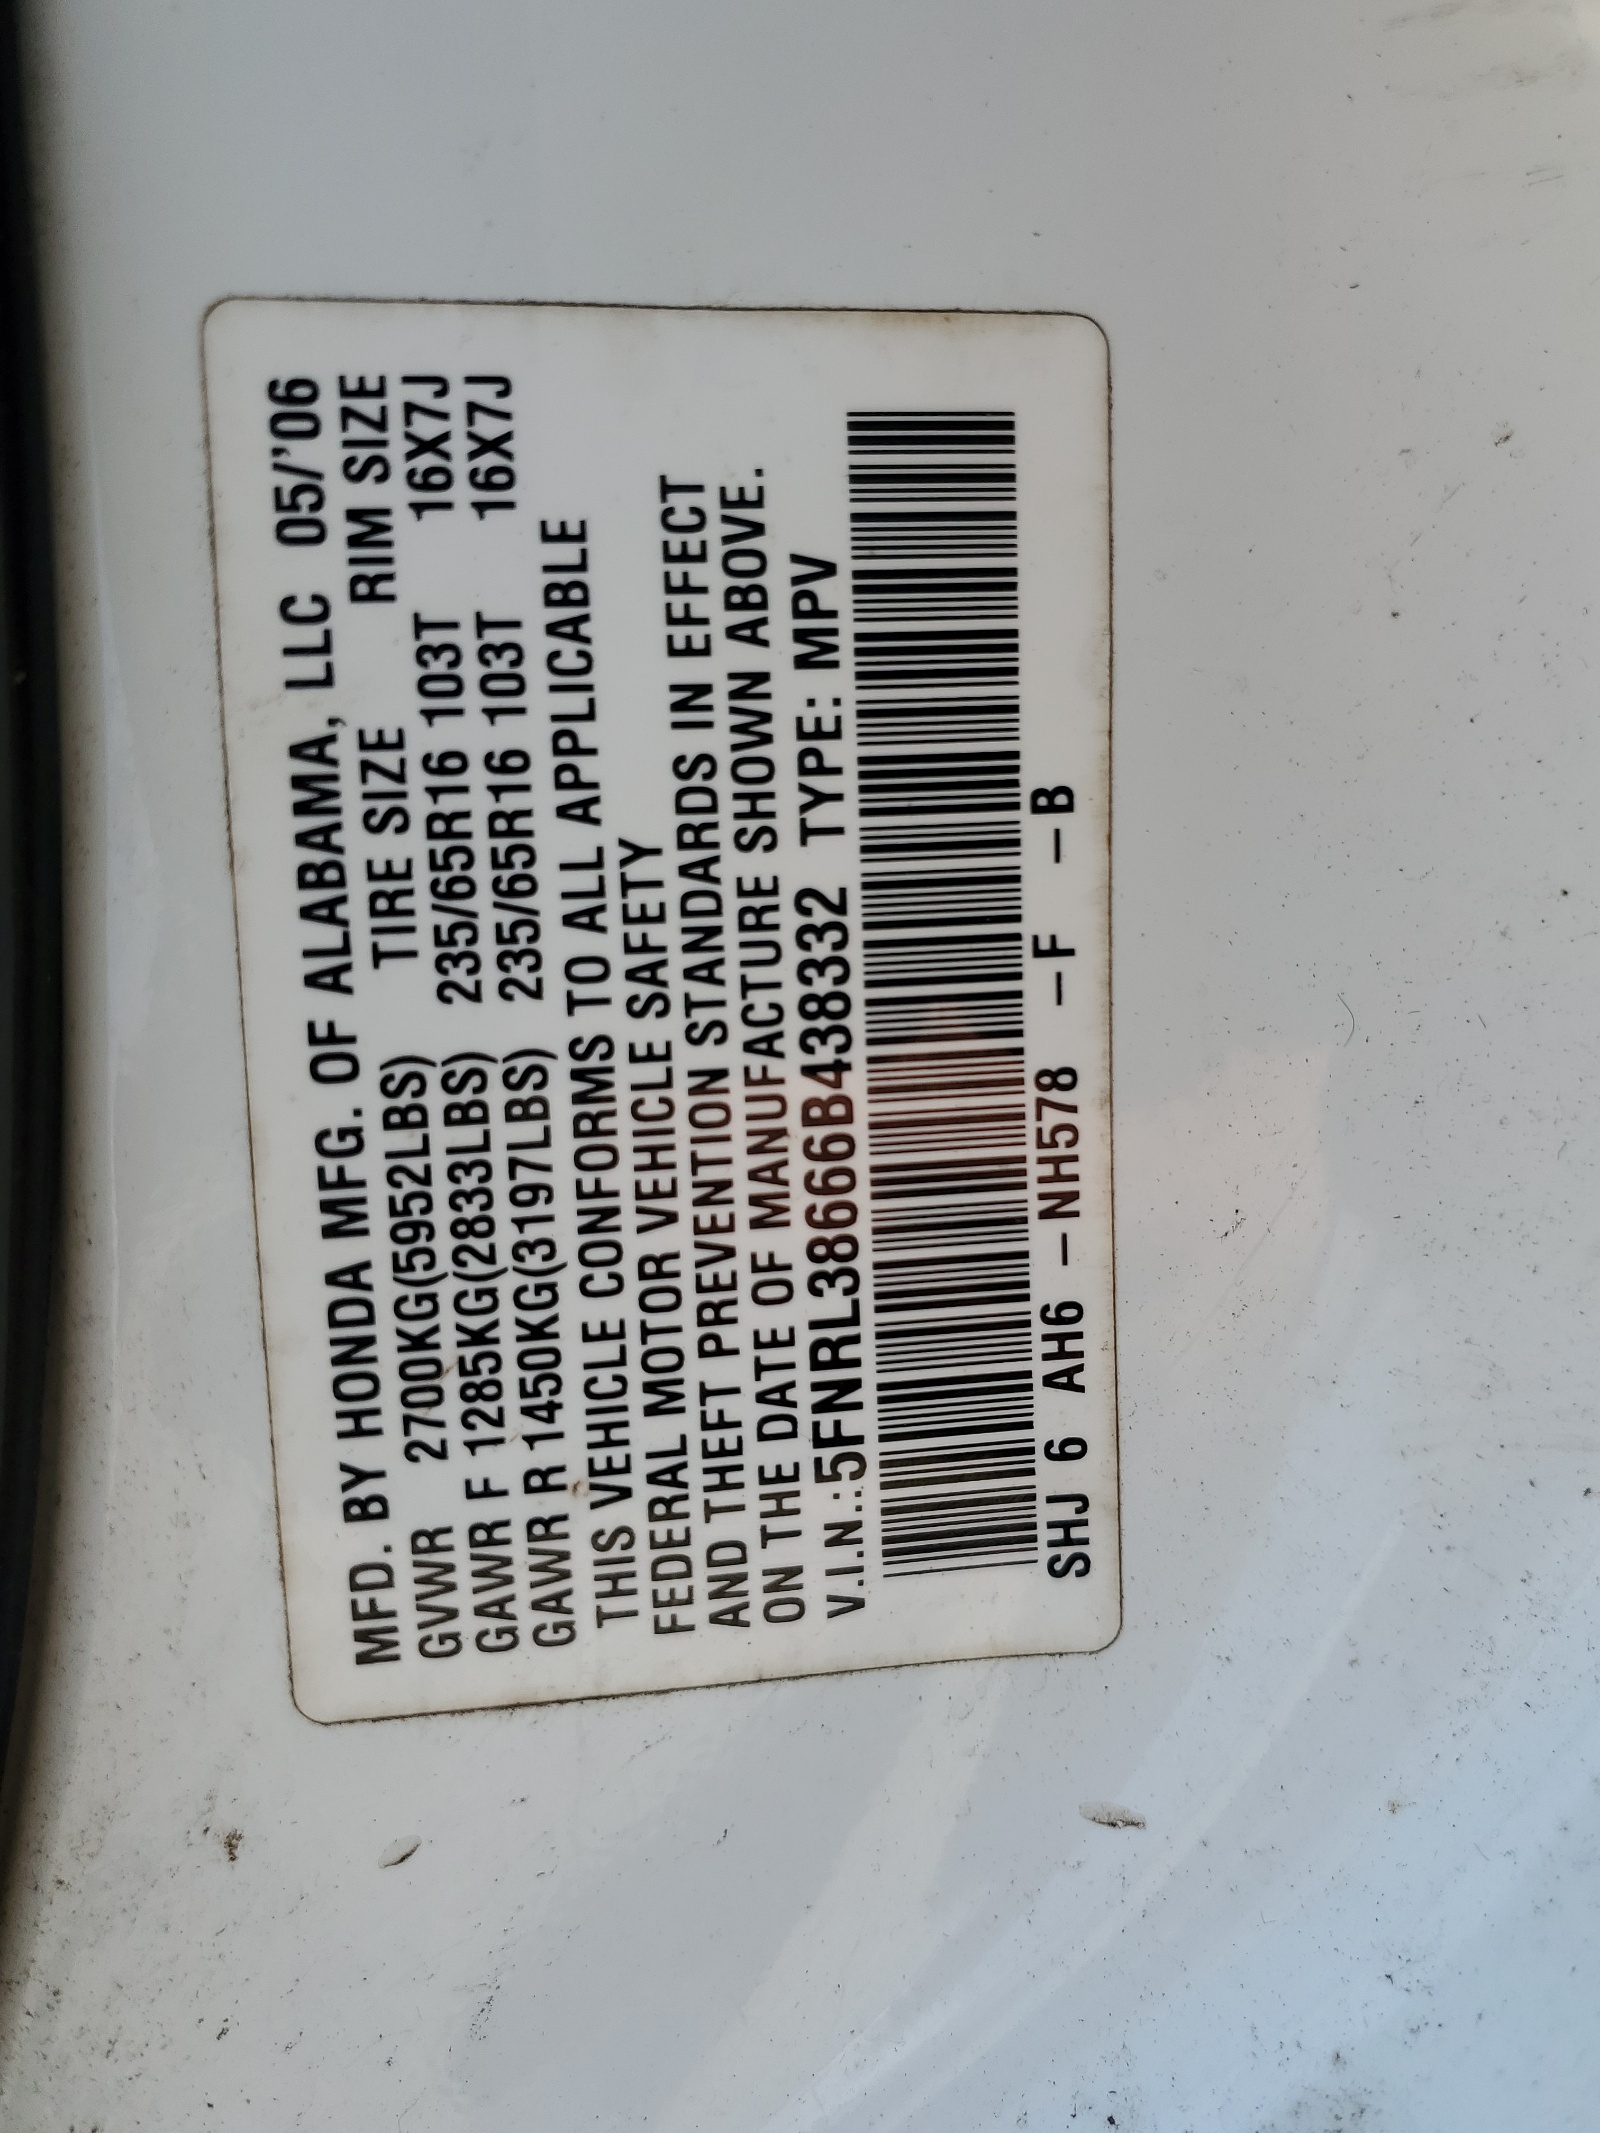 MFD. BY HONDA MFG. OF ALABAMA, LLC 05/'06
TIRE SIZE RIM SIZE
GVWR 2700KG(5952LBS)
GAWR F 1285KG(2833LBS) 235/65R16 103T 16X7J
GAWR R 1450KG(3197LBS) 235/65R16 103T 16X7J
THIS VEHICLE CONFORMS TO ALL APPLICABLE
FEDERAL MOTOR VEHICLE SAFETY
AND THEFT PREVENTION STANDARDS IN EFFECT
ON THE DATE OF MANUFACTURE SHOWN ABOVE.
V.I.N.:5FNRL38666B438332 TYPE: MPV
SHJ 6 AH6 –NH578 –F –B